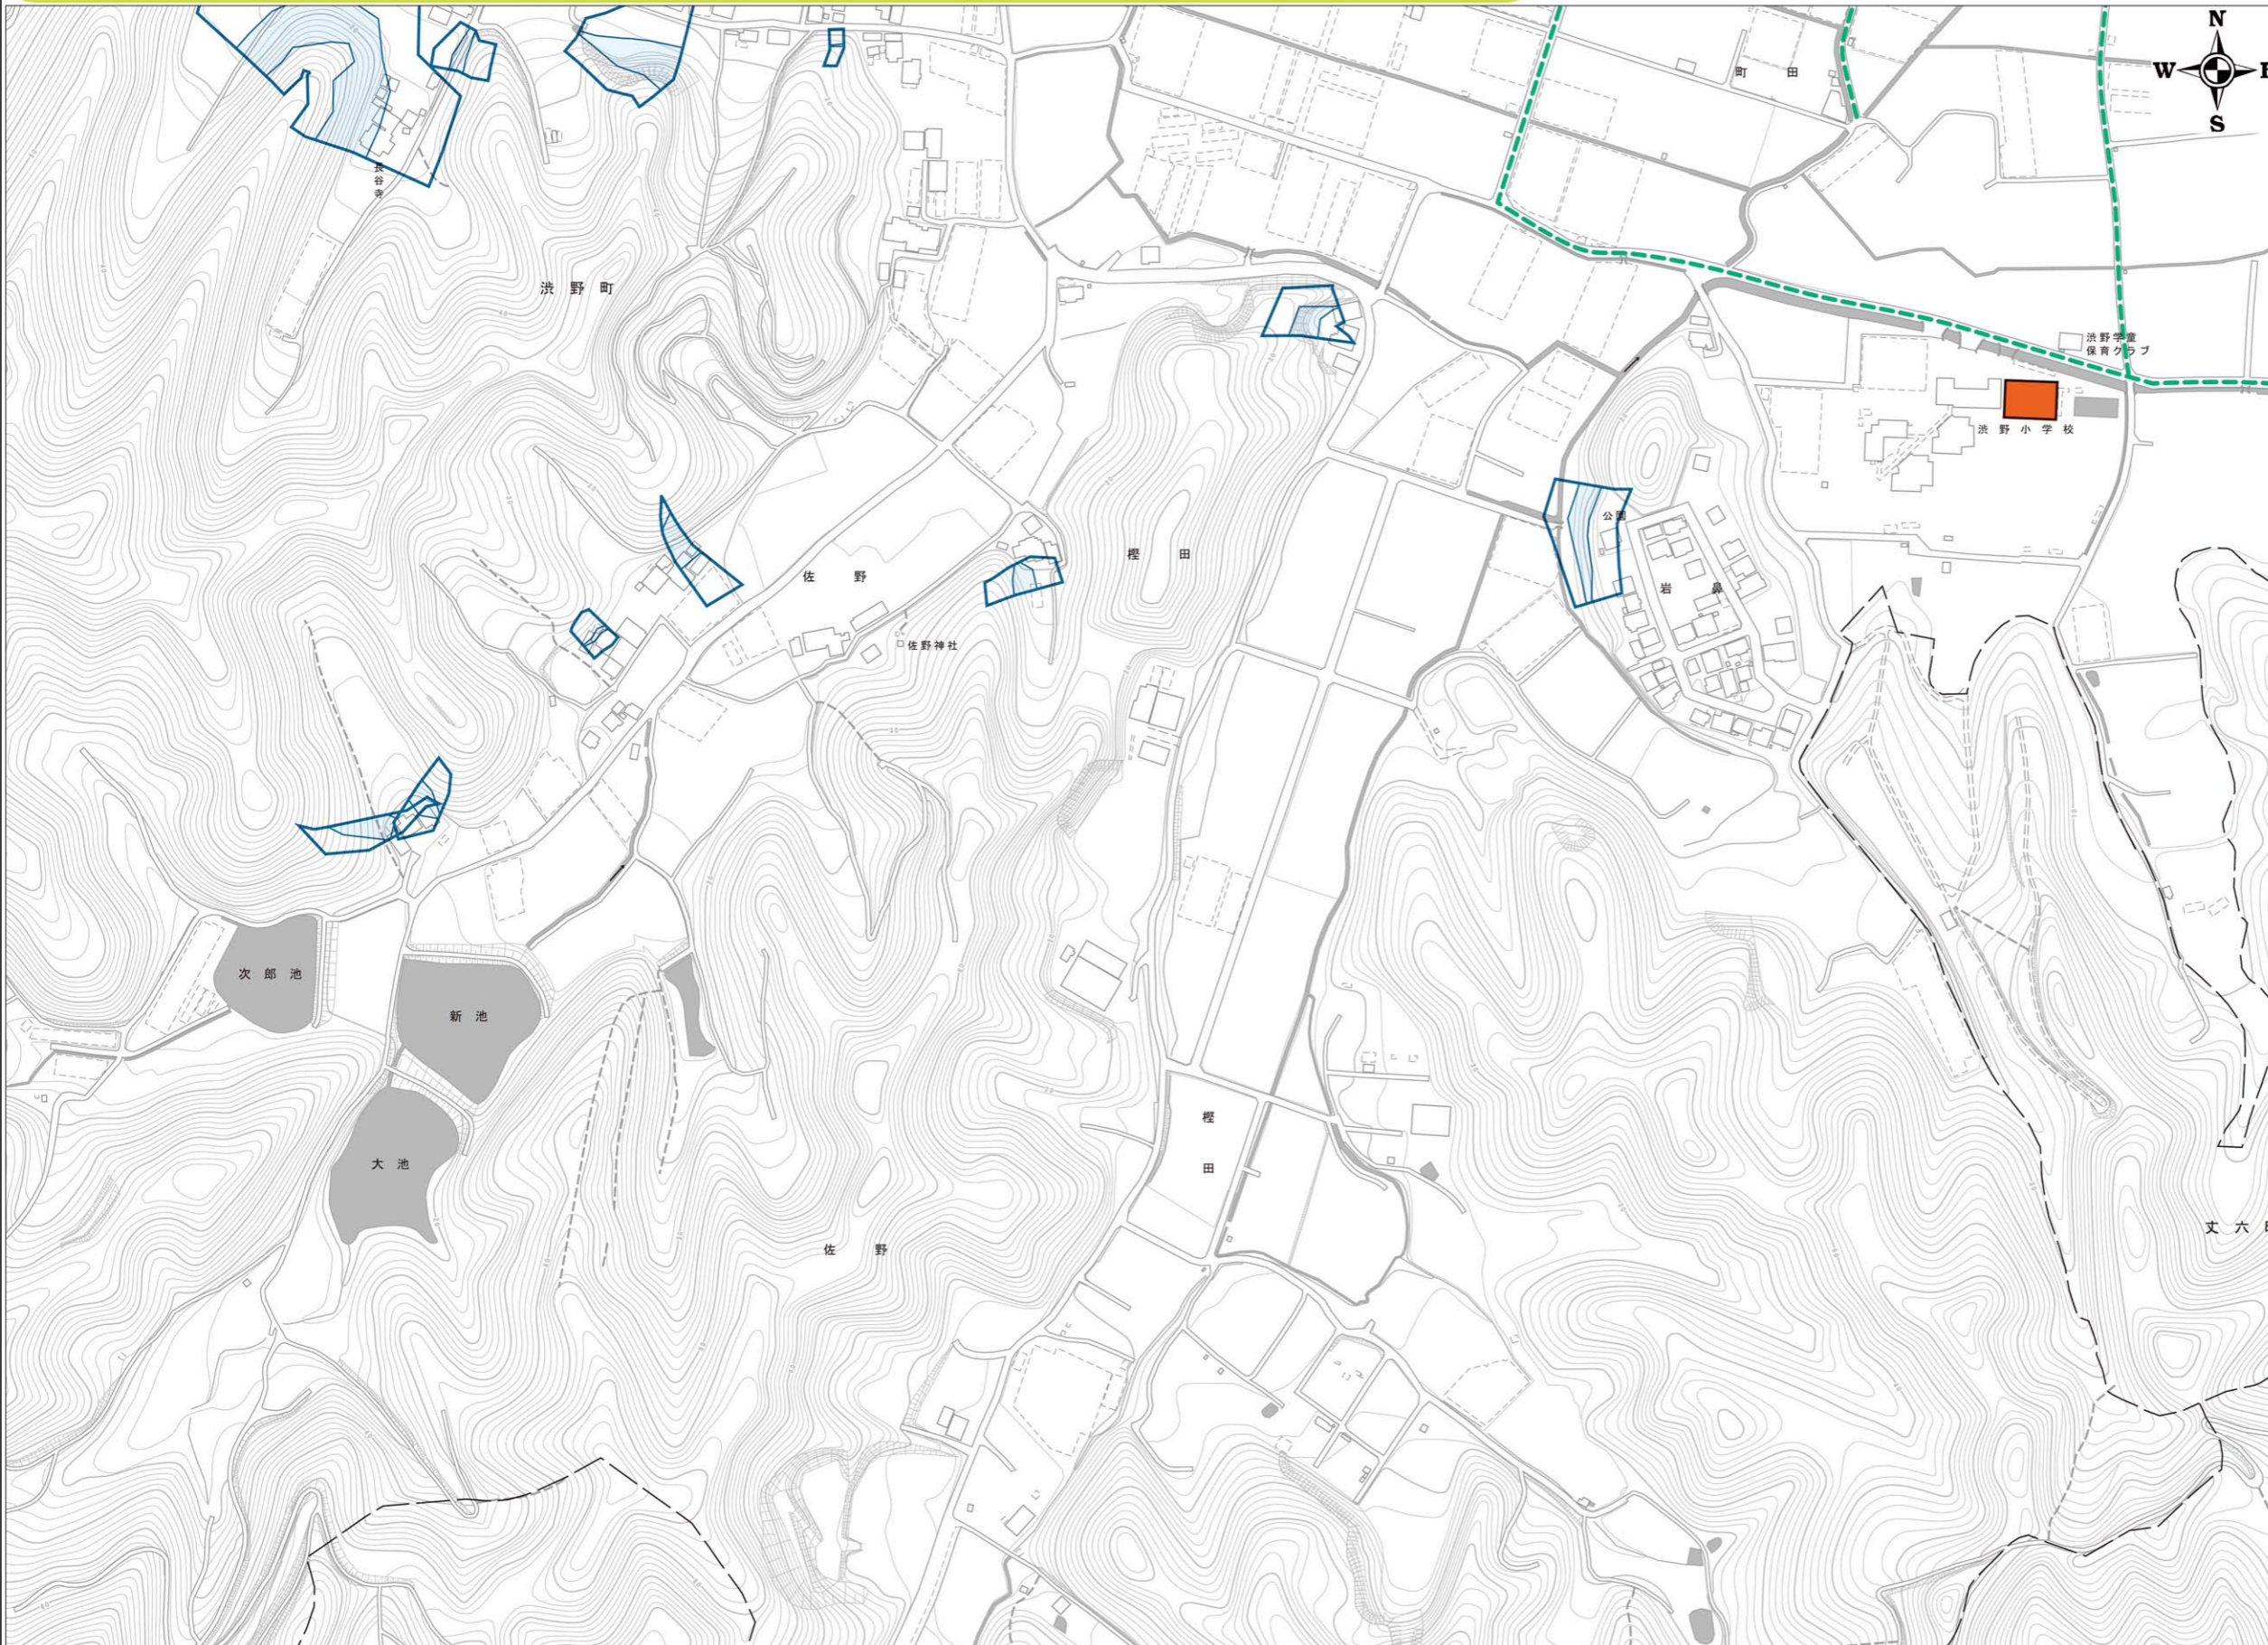 N
W
E
S
町 田
長谷寺
渋 野 町
渋野学童
保育クラブ
渋 野 小 学 校
公園
樫 田
佐 野
岩 鼻
佐野神社
次 郎 池
新 池
樫
田
大 池
丈 六 町
佐 野